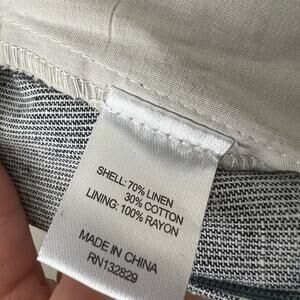 SHELL: 70% LINEN
30% COTTON
LINING: 100% RAYON
MADE IN CHINA
RN132829